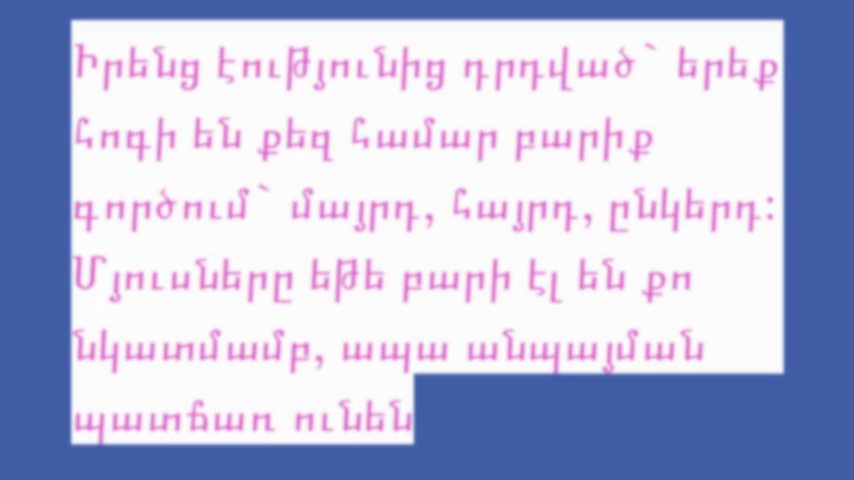 Իրենց էությունից դրդված՝ երեք
հոգի են քեզ համար բարիք
գործում՝ մայրդ, հայրդ, ընկերդ:
Մյուսները եթե բարի էլ են քո
նկատմամբ, ապա անպայման
պատճառ ունեն